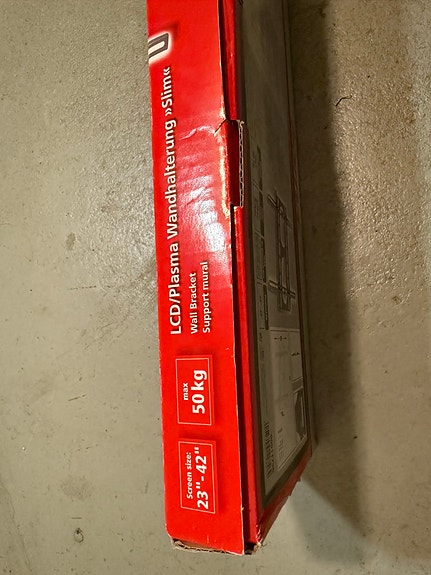 LCD/Plasma Wandhalterung »Slim«
Wall Bracket
Support mural
max
50 kg
Screen size:
23"-42"